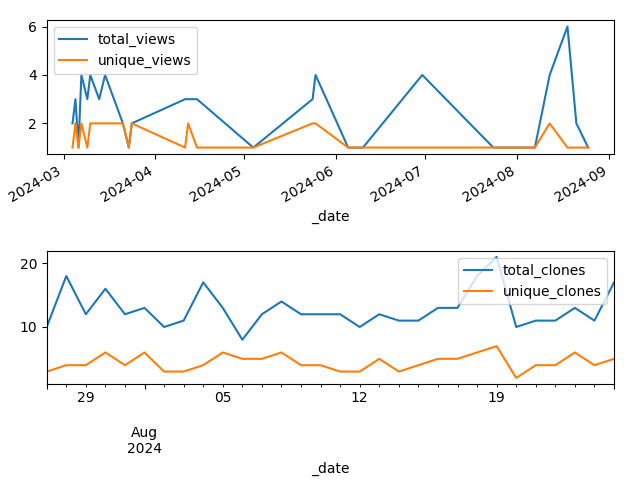 6
4
2
total_views
unique_views
2024-03
2024-04
2024-05
2024-06
2024-07
2024-08
2024-09
_date
20
10
total_clones
unique_clones
29
05
12
19
Aug
2024
_date